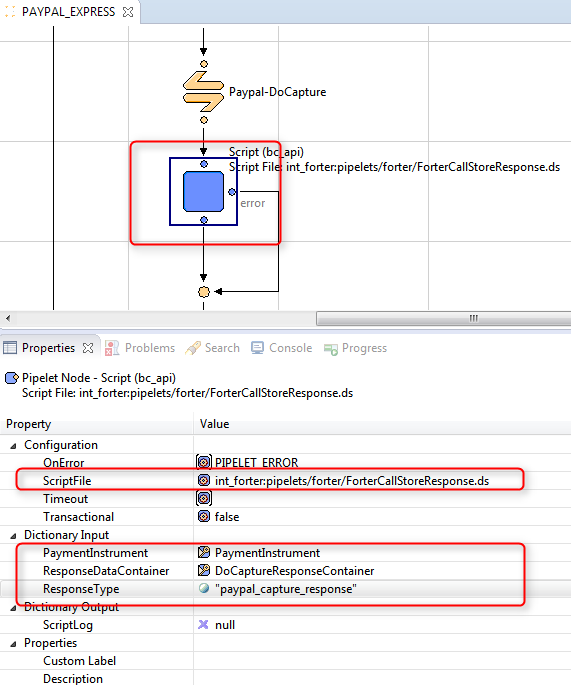 PAYPAL_EXPRESS
Paypal-DoCapture
Script (bc_api)
Script File: int_forter:pipelets/forter/ForterCallStoreResponse.ds
error
Properties Problems Search Console Progress
Pipelet Node - Script (bc_api)
Script File: int_forter:pipelets/forter/ForterCallStoreResponse.ds
Property Value
Configuration
OnError PIPELET_ERROR
ScriptFile int_forter:pipelets/forter/ForterCallStoreResponse.ds
Timeout
Transactional false
Dictionary Input
PaymentInstrument PaymentInstrument
ResponseDataContainer DoCaptureResponseContainer
ResponseType "paypal_capture_response"
Dictionary Output
ScriptLog null
Properties
Custom Label
Description